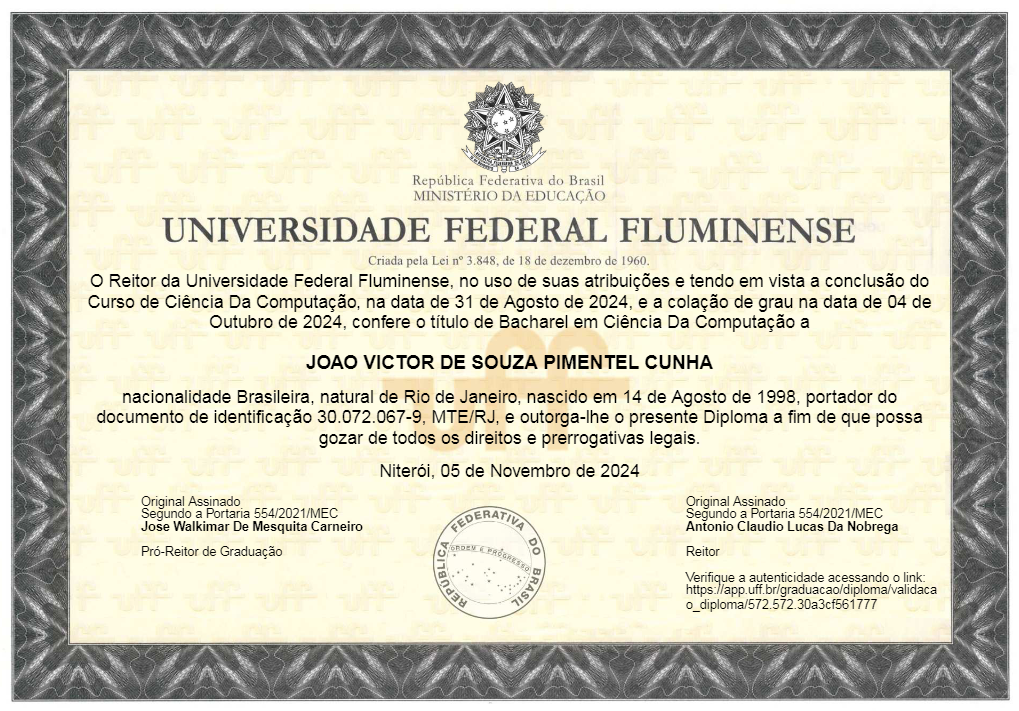 República Federativa do Brasil
MINISTÉRIO DA EDUCAÇÃO
UNIVERSIDADE FEDERAL FLUMINENSE
Criada pela Lei nº 3.848, de 18 de dezembro de 1960.
O Reitor da Universidade Federal Fluminense, no uso de suas atribuições e tendo em vista a conclusão do
Curso de Ciência Da Computação, na data de 31 de Agosto de 2024, e a colação de grau na data de 04 de
Outubro de 2024, confere o título de Bacharel em Ciência Da Computação a
JOAO VICTOR DE SOUZA PIMENTEL CUNHA
nacionalidade Brasileira, natural de Rio de Janeiro, nascido em 14 de Agosto de 1998, portador do
documento de identificação 30.072.067-9, MTE/RJ, e outorga-lhe o presente Diploma a fim de que possa
gozar de todos os direitos e prerrogativas legais.
Niterói, 05 de Novembro de 2024
Original Assinado
Segundo a Portaria 554/2021/MEC
Jose Walkimar De Mesquita Carneiro
Pró-Reitor de Graduação
REPÚBLICA FEDERATIVA DO BRASIL
ORDEM E PROGRESSO
Original Assinado
Segundo a Portaria 554/2021/MEC
Antonio Claudio Lucas Da Nobrega
Reitor
Verifique a autenticidade acessando o link:
https://app.uff.br/graduacao/diploma/validaca
o_diploma/572.572.30a3cf561777